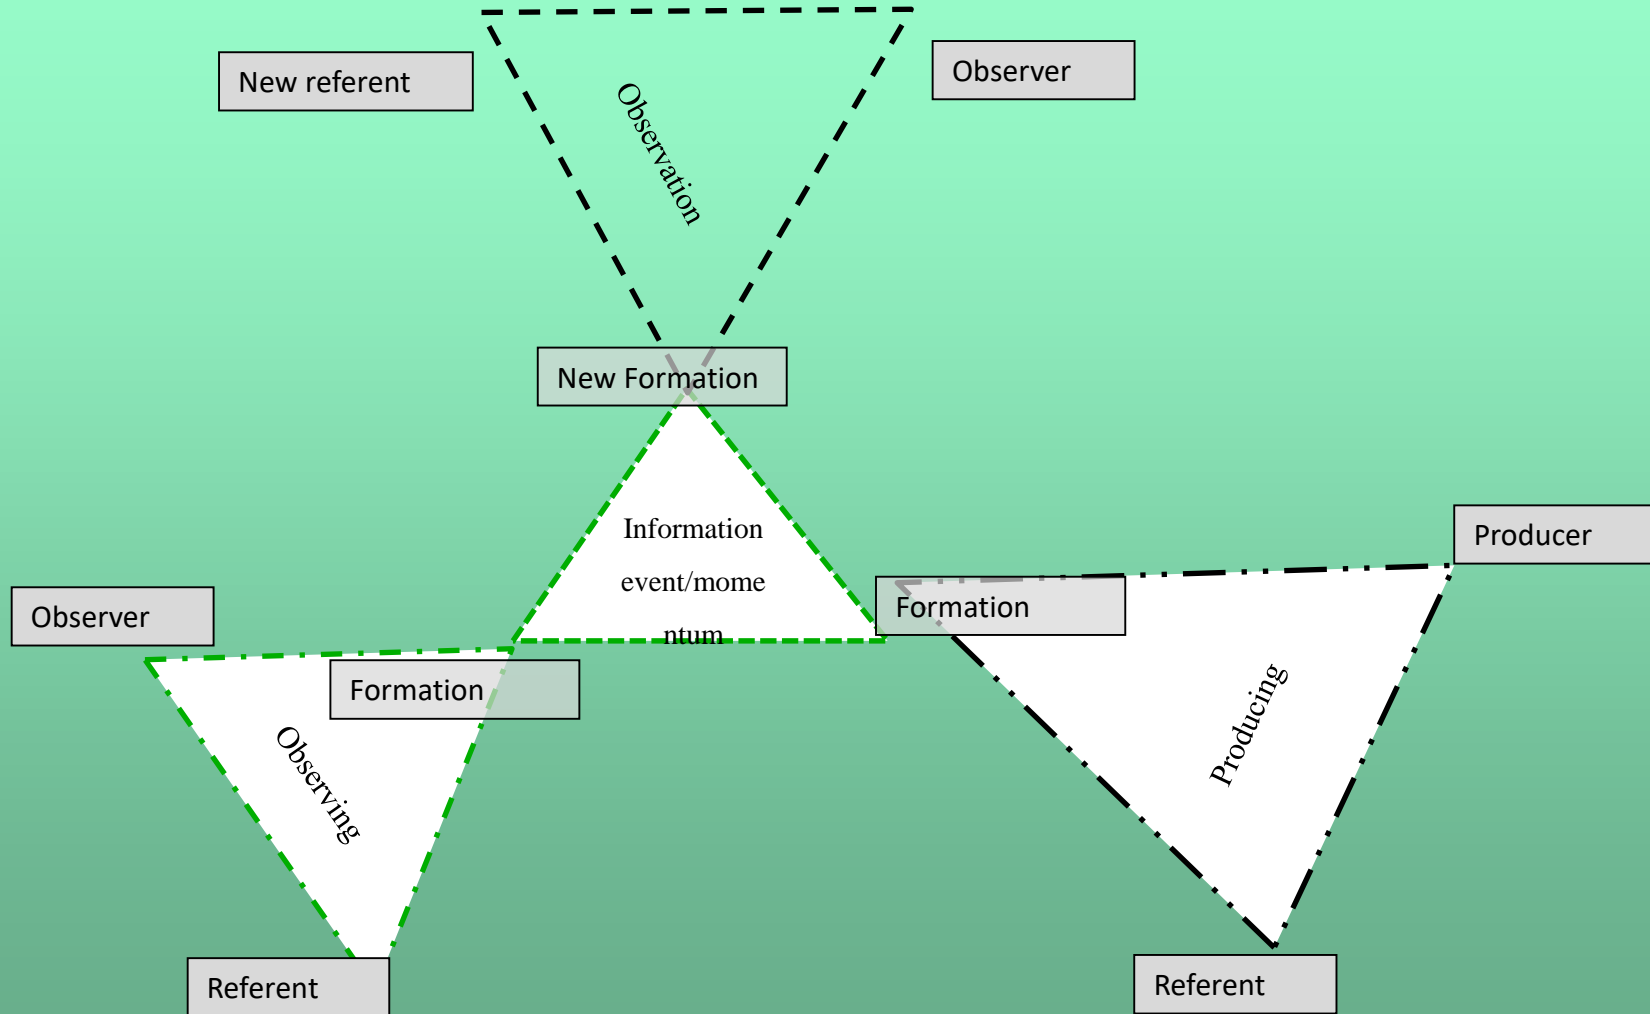 New referent
Observer
Observation
New Formation
Information
event/mome
ntum
Producer
Formation
Observer
Formation
Producing
Observing
Referent
Referent